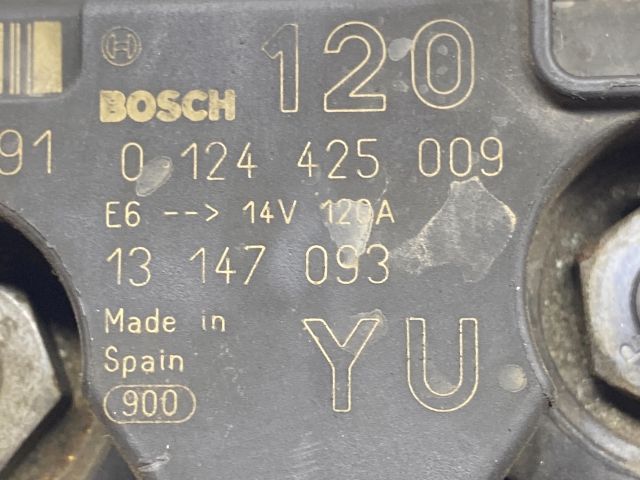 120
BOSCH
91
0 124 425 009
E6 --> 14V 120A
13 147 093
Made in
Spain
YU
900